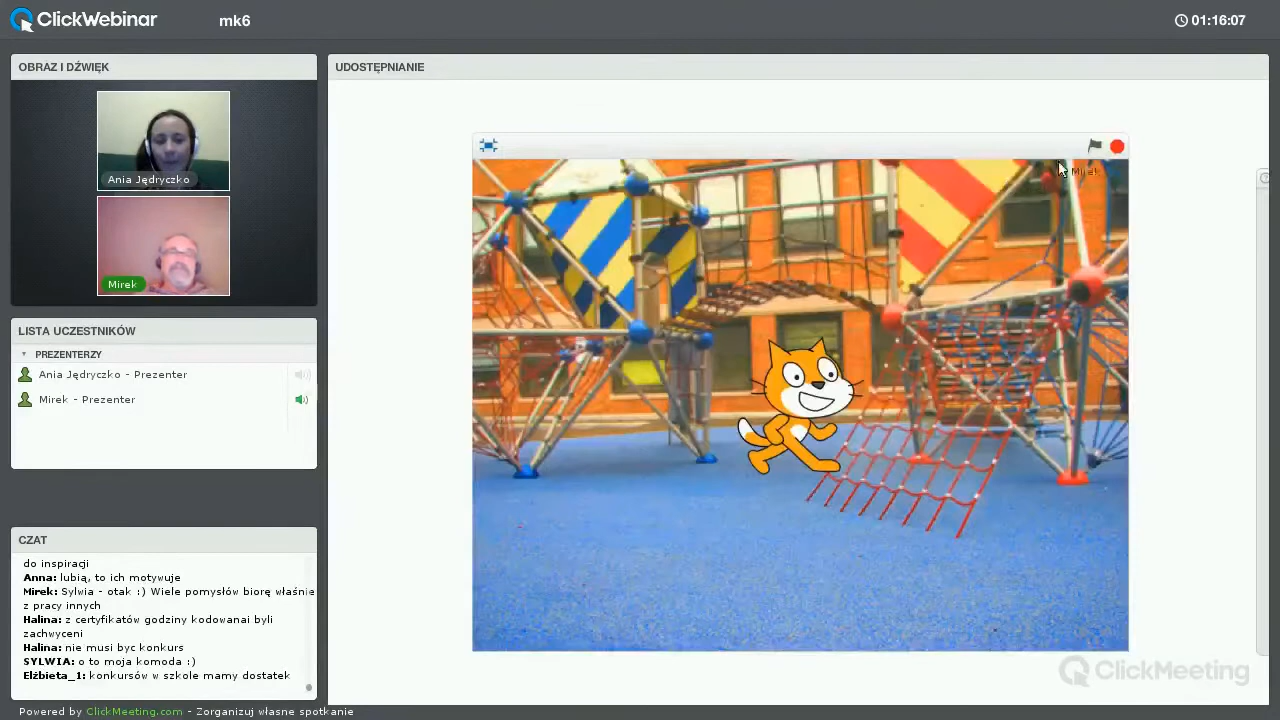 ClickWebinar
mk6
01:16:07
OBRAZ I DŹWIĘK
Ania Jędryczko
Mirek
LISTA UCZESTNIKÓW
PREZENTERZY
Ania Jędryczko - Prezenter
Mirek - Prezenter
CZAT
do inspiracji
Anna: lubią, to ich motywuje
Mirek: Sylwia - otak :) Wiele pomysłów biorę właśnie
z pracy innych
Halina: z certyfikatów godziny kodowanai byli
zachwyceni
Halina: nie musi byc konkurs
SYLWIA: o to moja komoda :)
Elżbieta_1: konkursów w szkole mamy dostatek
Powered by ClickMeeting.com - Zorganizuj własne spotkanie
UDOSTĘPNIANIE
Mirek
ClickMeeting